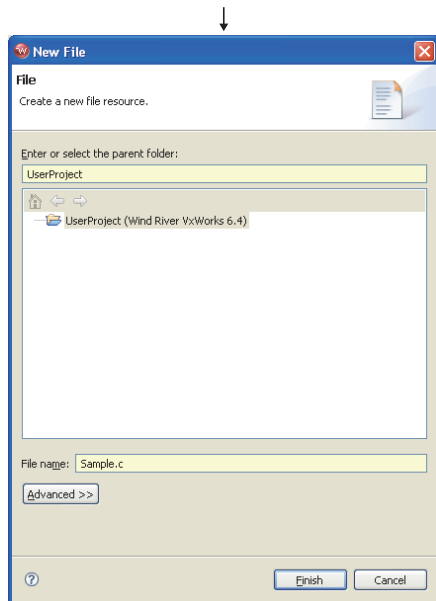 New File
File
Create a new file resource.
Enter or select the parent folder:
UserProject
UserProject (Wind River VxWorks 6.4)
File name: Sample.c
Advanced >>
Finish Cancel